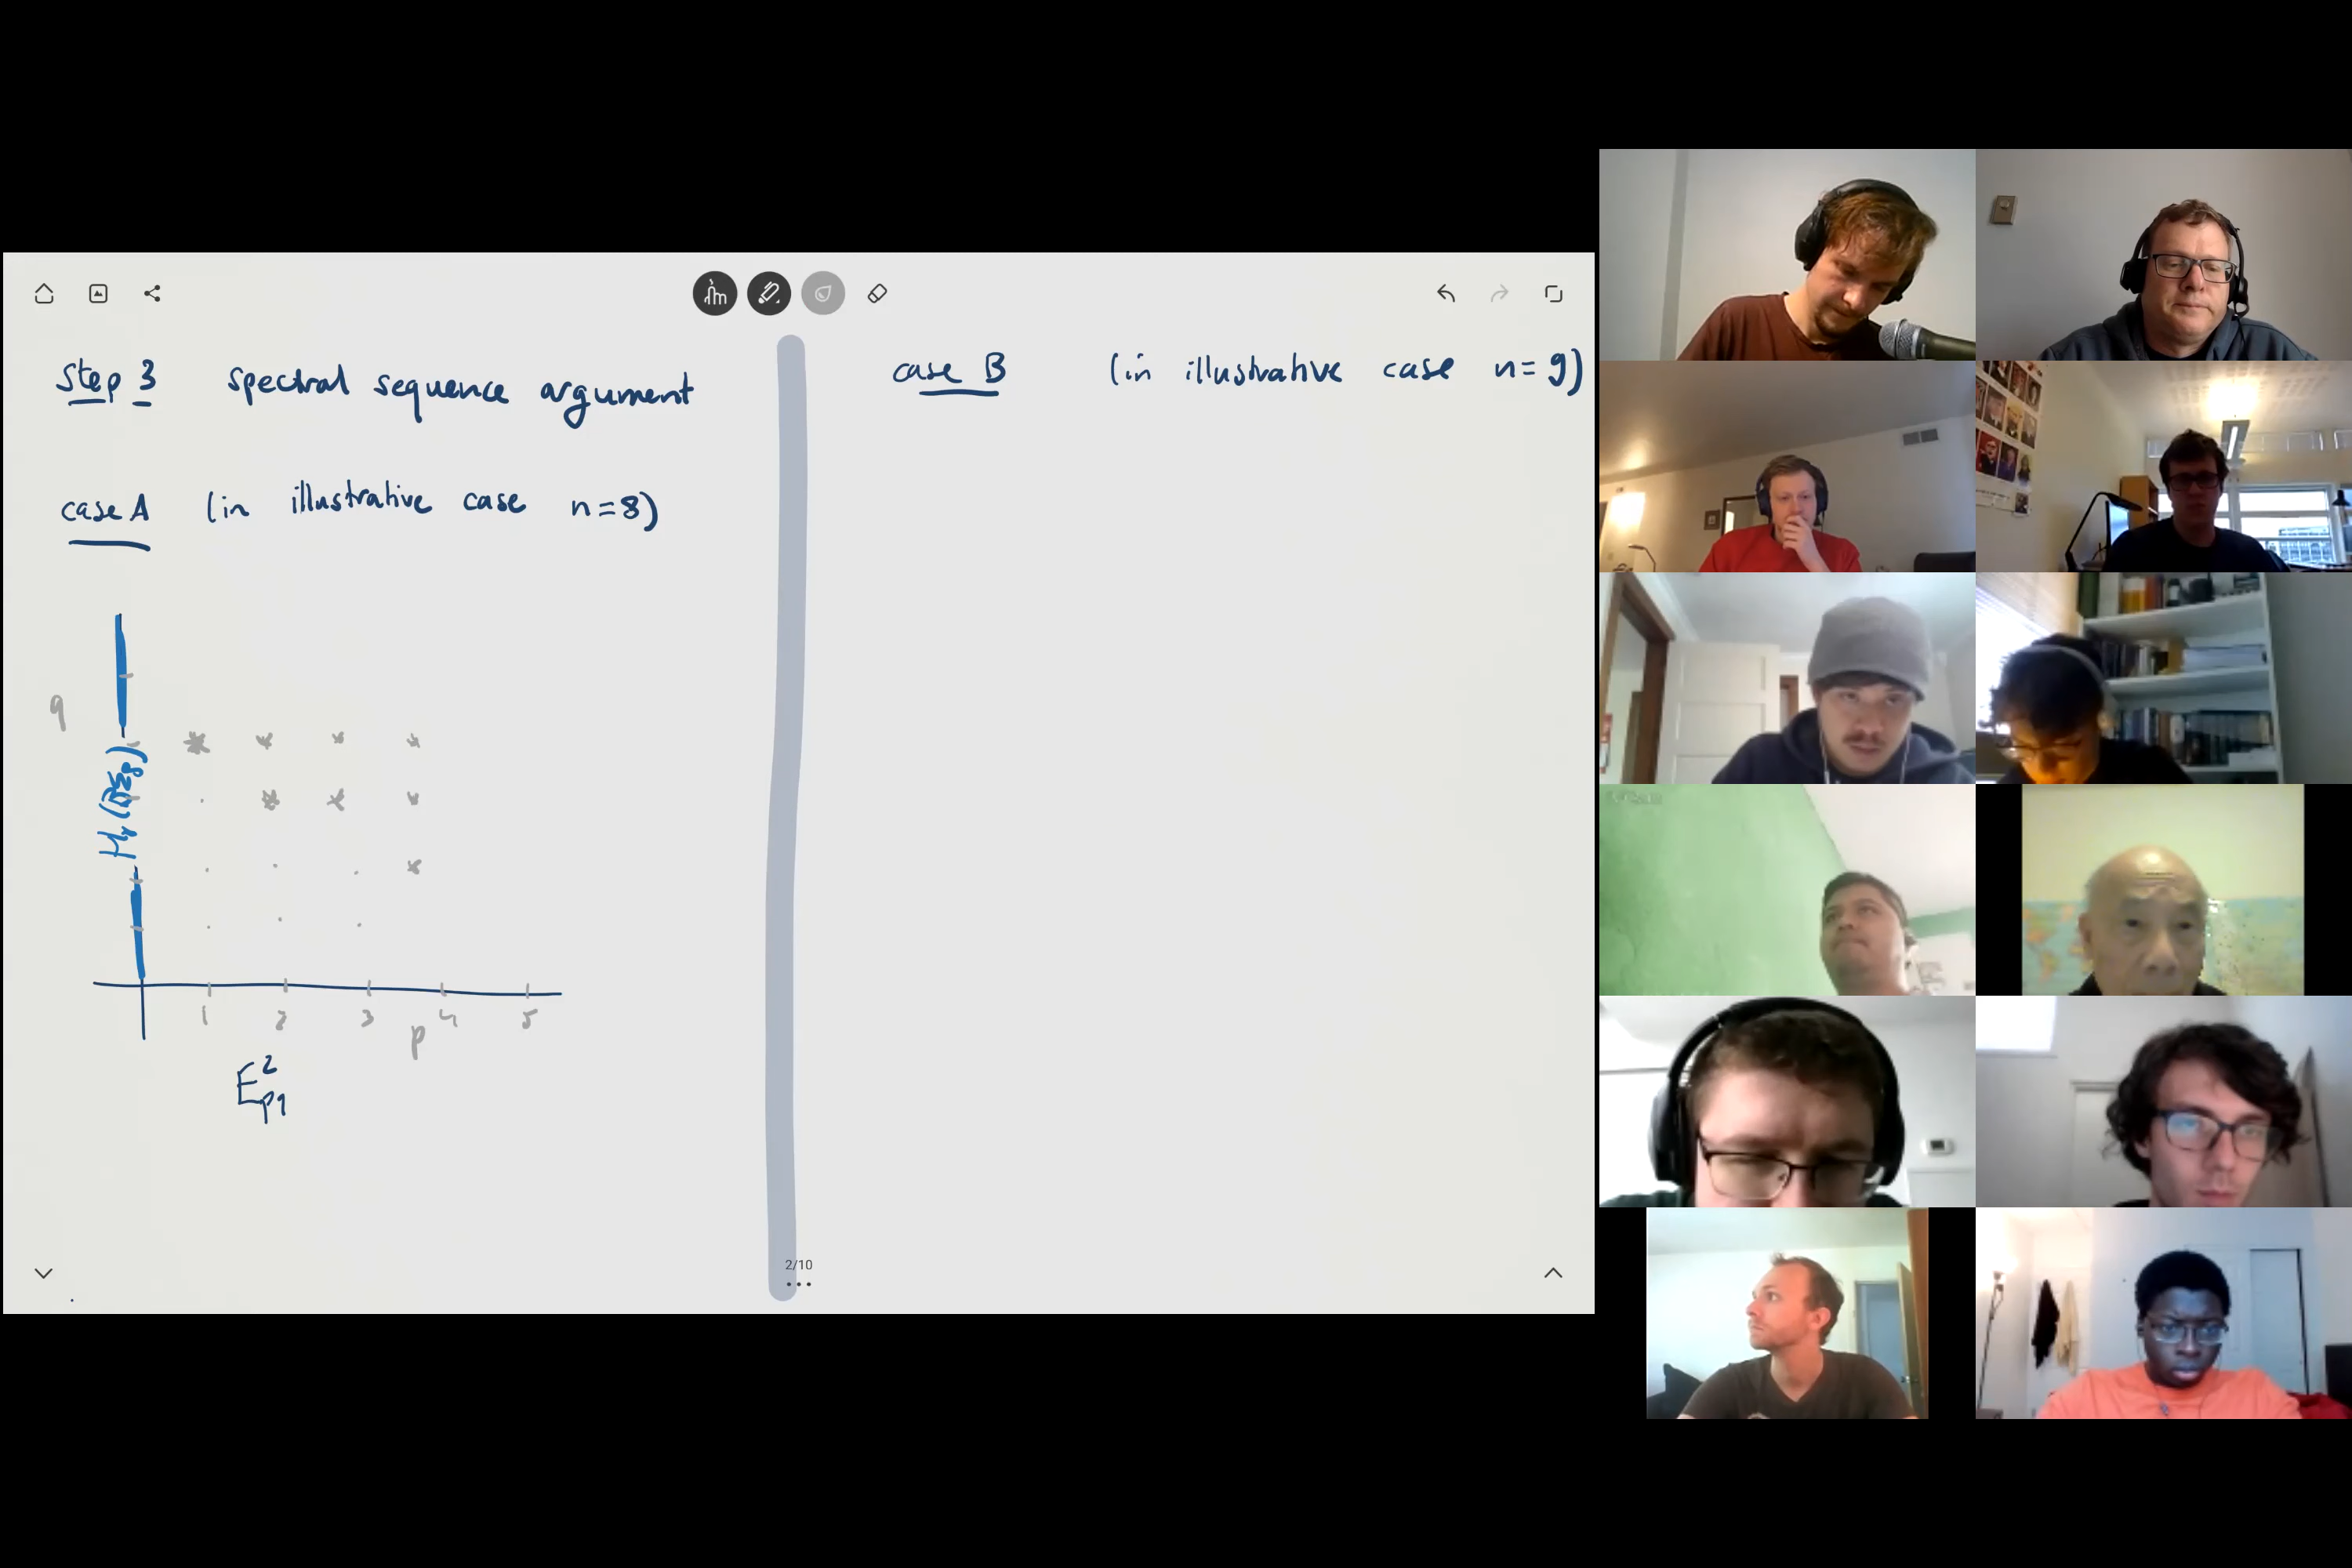 step 3 spectral sequence argument
case A (in illustrative case n=8)
q
1 2 3 4 5
p
E²pq
case B (in illustrative case n=9)
2/10